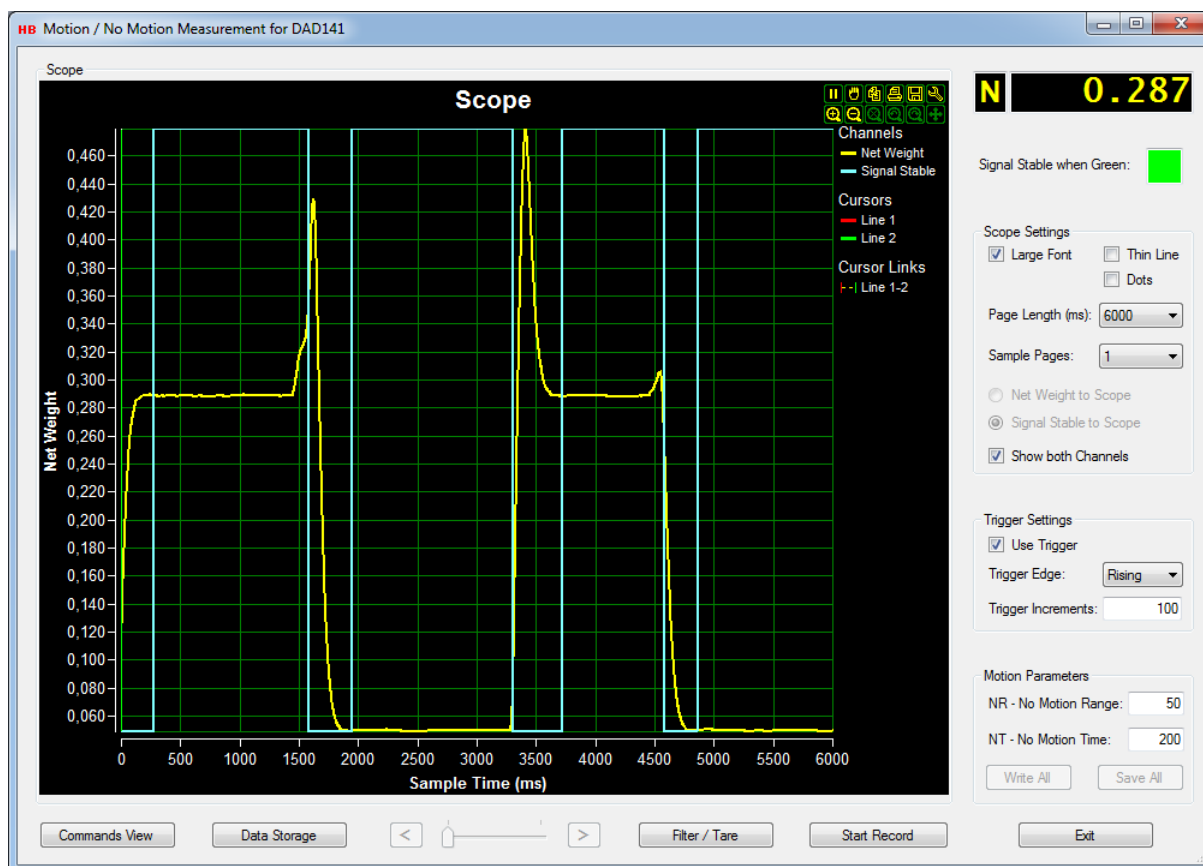 HB Motion / No Motion Measurement for DAD141
Scope
Scope
Channels
Net Weight
Signal Stable
Cursors
Line 1
Line 2
Cursor Links
Line 1-2
Net Weight
0,460
0,440
0,420
0,400
0,380
0,360
0,340
0,320
0,300
0,280
0,260
0,240
0,220
0,200
0,180
0,160
0,140
0,120
0,100
0,080
0,060
0 500 1000 1500 2000 2500 3000 3500 4000 4500 5000 5500 6000
Sample Time (ms)
N 0.287
Signal Stable when Green:
Scope Settings
Large Font Thin Line
Dots
Page Length (ms): 6000
Sample Pages: 1
Net Weight to Scope
Signal Stable to Scope
Show both Channels
Trigger Settings
Use Trigger
Trigger Edge: Rising
Trigger Increments: 100
Motion Parameters
NR - No Motion Range: 50
NT - No Motion Time: 200
Write All Save All
Commands View Data Storage < > Filter / Tare Start Record Exit